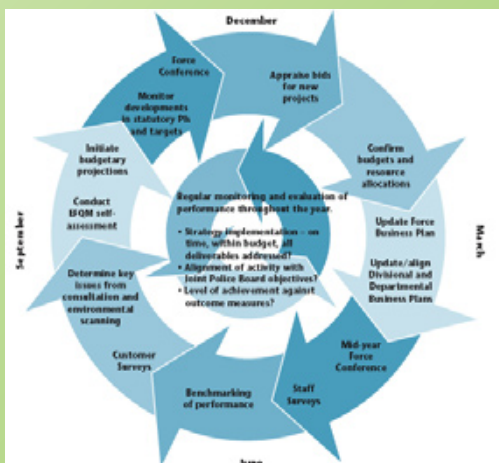 December
Force
Conference
Monitor
developments
in statutory PIs
and targets
Appraise bids
for new
projects
Confirm
budgets and
resource
allocations
March
Update Force
Business Plan
Update/align
Divisional and
Departmental
Business Plans
Mid-year
Force
Conference
Staff
Surveys
June
Benchmarking
of performance
Customer
Surveys
Determine key
issues from
consultation and
environmental
scanning
September
Conduct
EFQM self-
assessment
Initiate
budgetary
projections
Regular monitoring and evaluation of
performance throughout the year.
• Strategy implementation – on
time, within budget, all
deliverables addressed?
• Alignment of activity with
Joint Police Board objectives?
• Level of achievement against
outcome measures?